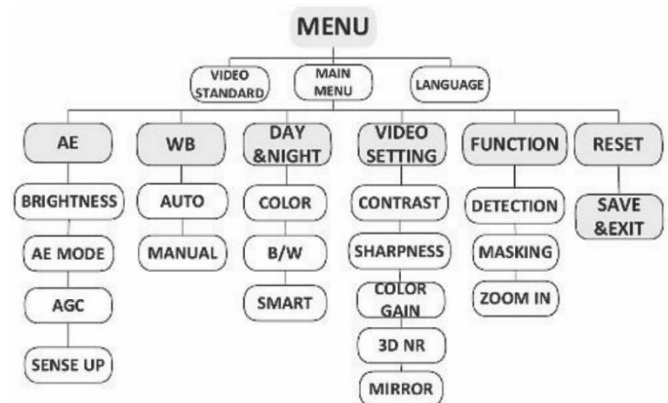 MENU
VIDEO
STANDARD
MAIN
MENU
LANGUAGE
AE
WB
DAY
&NIGHT
VIDEO
SETTING
FUNCTION
RESET
BRIGHTNESS
AUTO
COLOR
CONTRAST
DETECTION
SAVE
&EXIT
AE MODE
MANUAL
B/W
SHARPNESS
MASKING
AGC
SMART
COLOR
GAIN
ZOOM IN
SENSE UP
3D NR
MIRROR